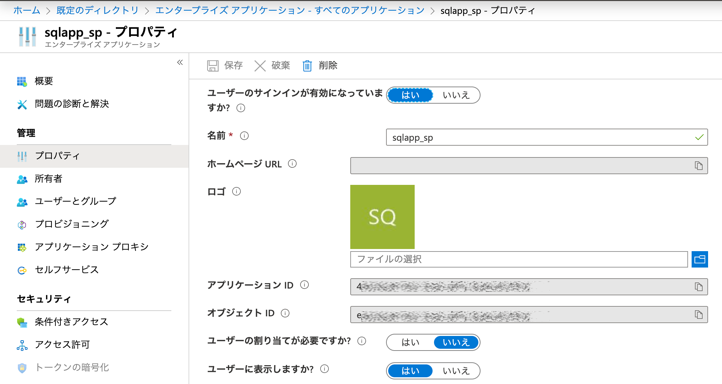 ホーム > 既定のディレクトリ > エンタープライズ アプリケーション - すべてのアプリケーション > sqlapp_sp - プロパティ
sqlapp_sp - プロパティ
エンタープライズ アプリケーション
«
概要
問題の診断と解決
管理
プロパティ
所有者
ユーザーとグループ
プロビジョニング
アプリケーション プロキシ
セルフサービス
セキュリティ
条件付きアクセス
アクセス許可
トークンの暗号化
保存 破棄 削除
ユーザーのサインインが有効になっていま
すか? はい いいえ
名前 * sqlapp_sp
ホームページ URL
ロゴ
SQ
ファイルの選択
アプリケーション ID 4
オブジェクト ID e
ユーザーの割り当てが必要ですか? はい いいえ
ユーザーに表示しますか? はい いいえ